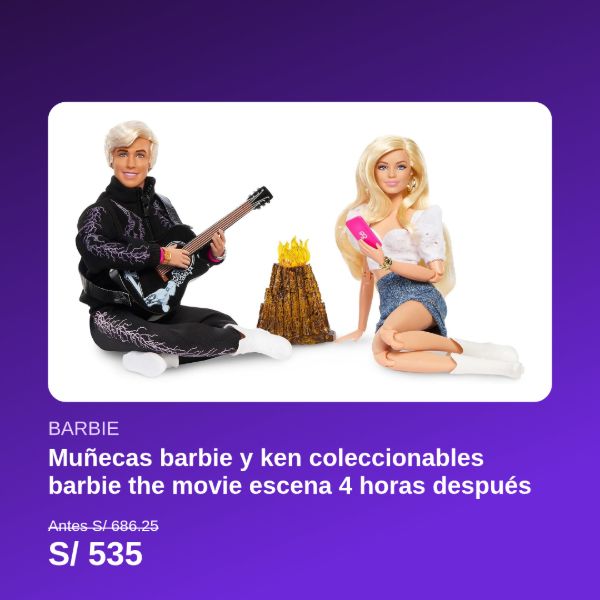 BARBIE
Muñecas barbie y ken coleccionables
barbie the movie escena 4 horas después
Antes S/ 686.25
S/ 535